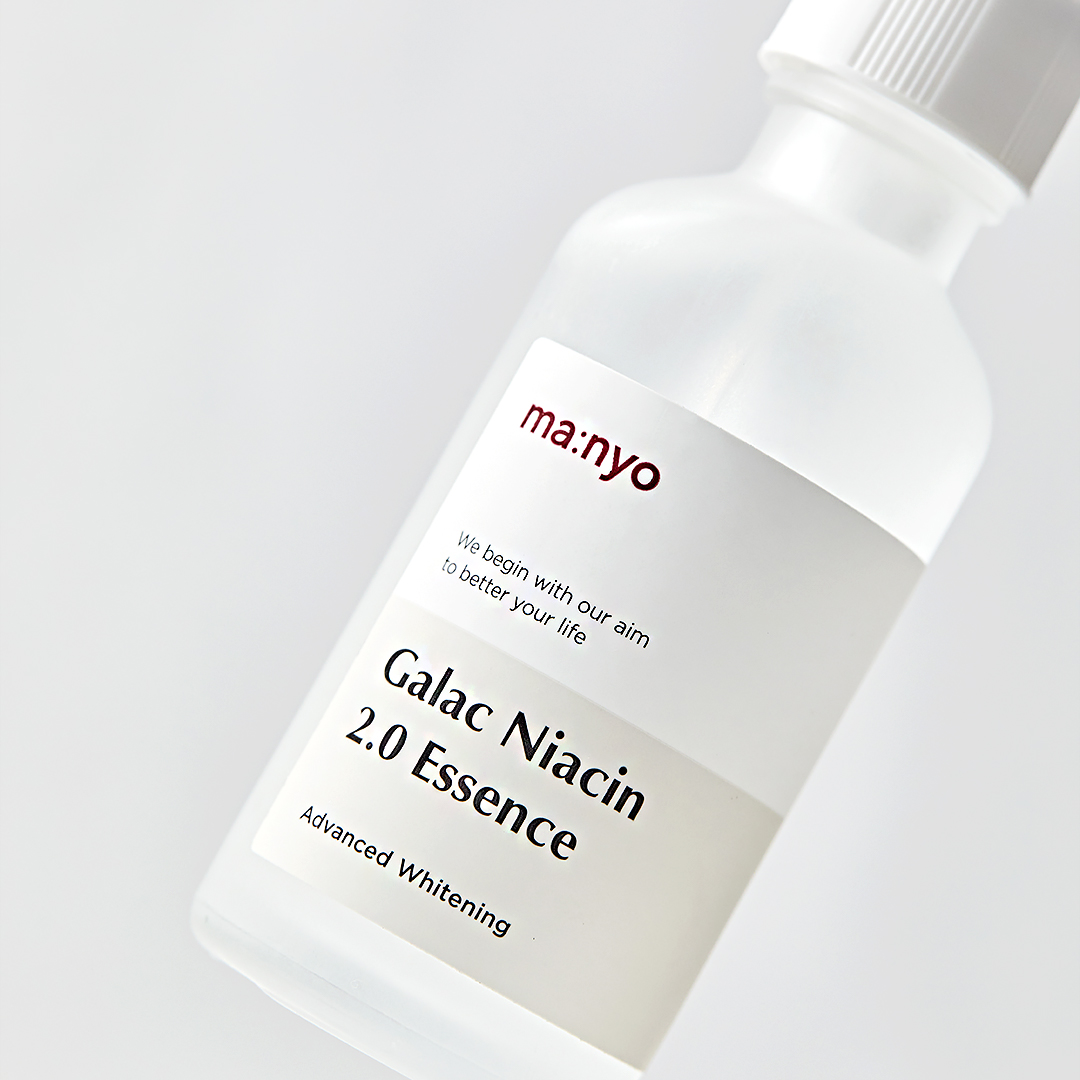 ma:nyo
We begin with our aim
to better your life
Galac Niacin
2.0 Essence
Advanced Whitening